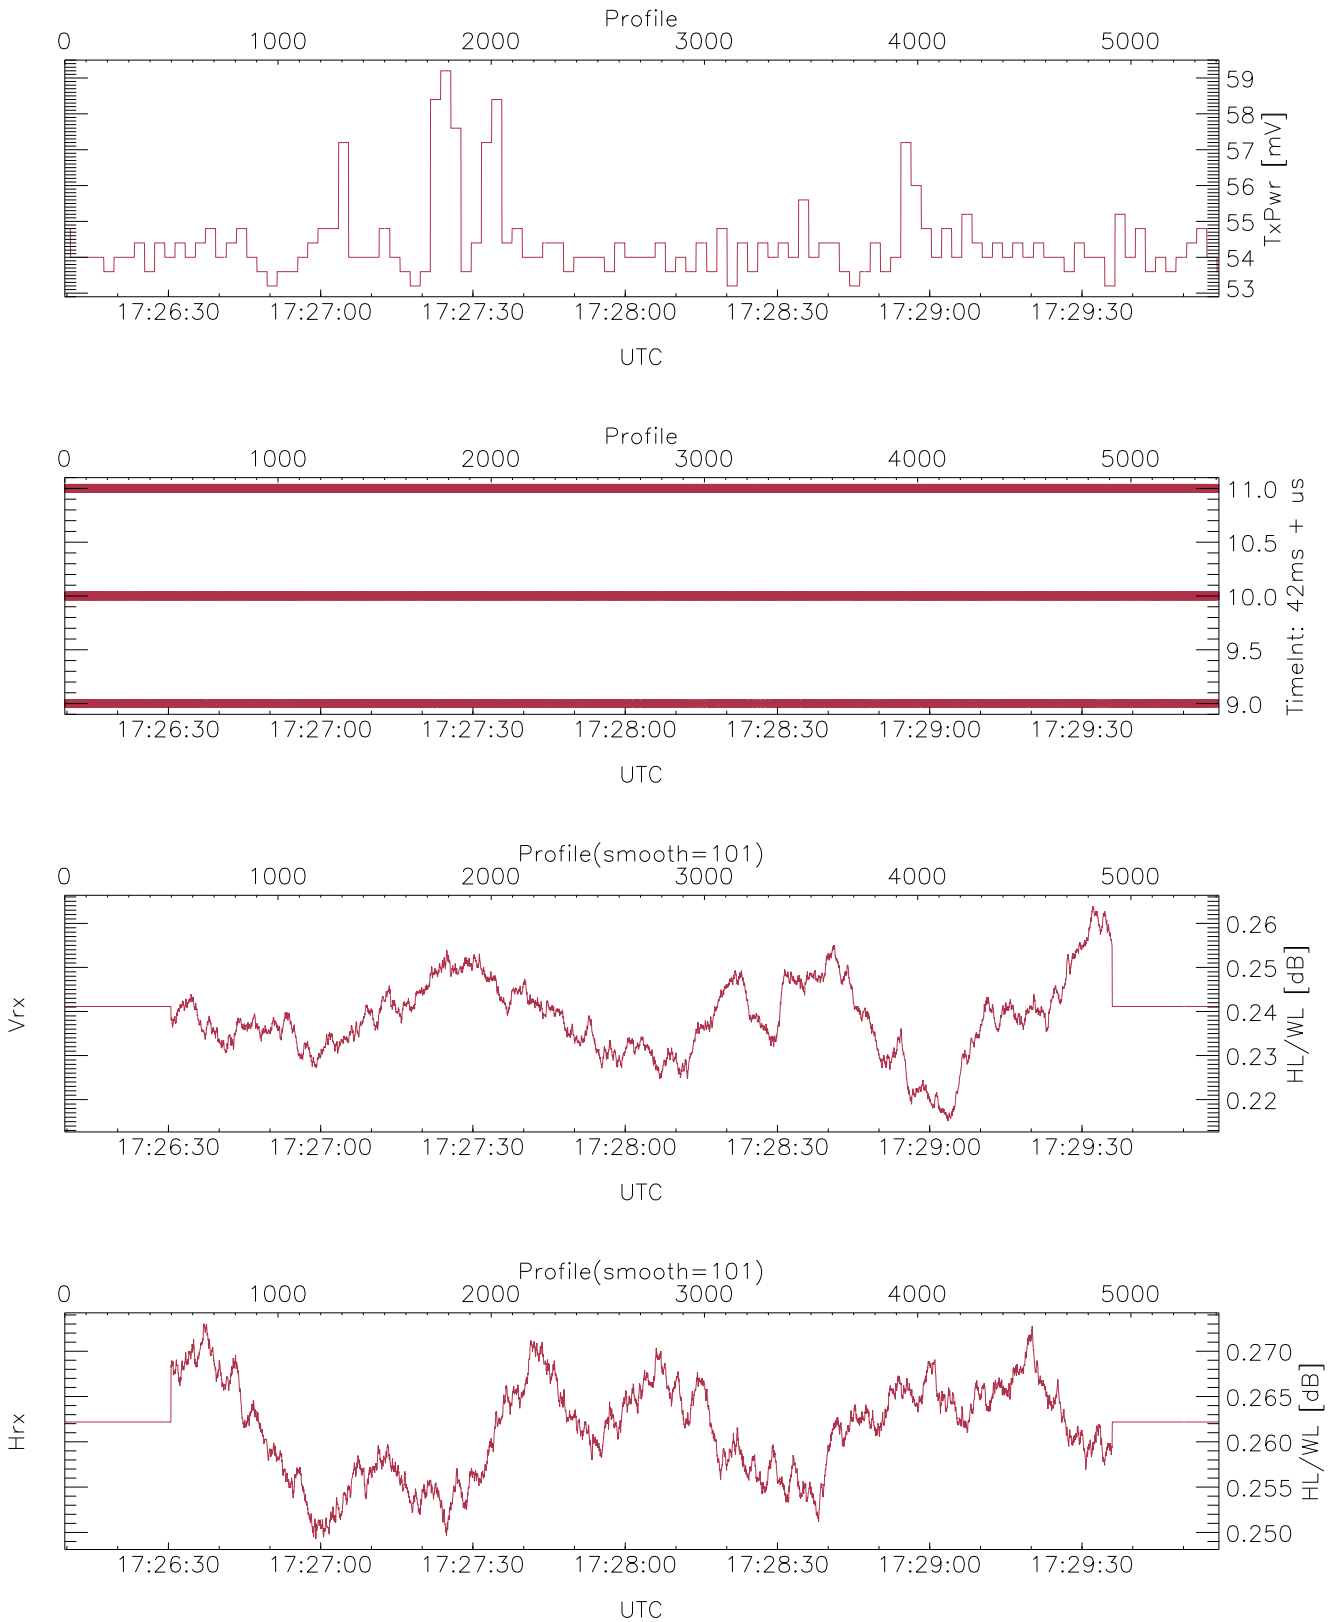 Profile
0 1000 2000 3000 4000 5000
59
58
57
56
55
54
53
TxPwr [mV]
17:26:30 17:27:00 17:27:30 17:28:00 17:28:30 17:29:00 17:29:30
UTC
Profile
0 1000 2000 3000 4000 5000
11.0
10.5
10.0
9.5
9.0
TimeInt: 42ms + us
17:26:30 17:27:00 17:27:30 17:28:00 17:28:30 17:29:00 17:29:30
UTC
Profile(smooth=101)
0 1000 2000 3000 4000 5000
Vrx
0.26
0.25
0.24
0.23
0.22
HL/WL [dB]
17:26:30 17:27:00 17:27:30 17:28:00 17:28:30 17:29:00 17:29:30
UTC
Profile(smooth=101)
0 1000 2000 3000 4000 5000
Hrx
0.270
0.265
0.260
0.255
0.250
HL/WL [dB]
17:26:30 17:27:00 17:27:30 17:28:00 17:28:30 17:29:00 17:29:30
UTC